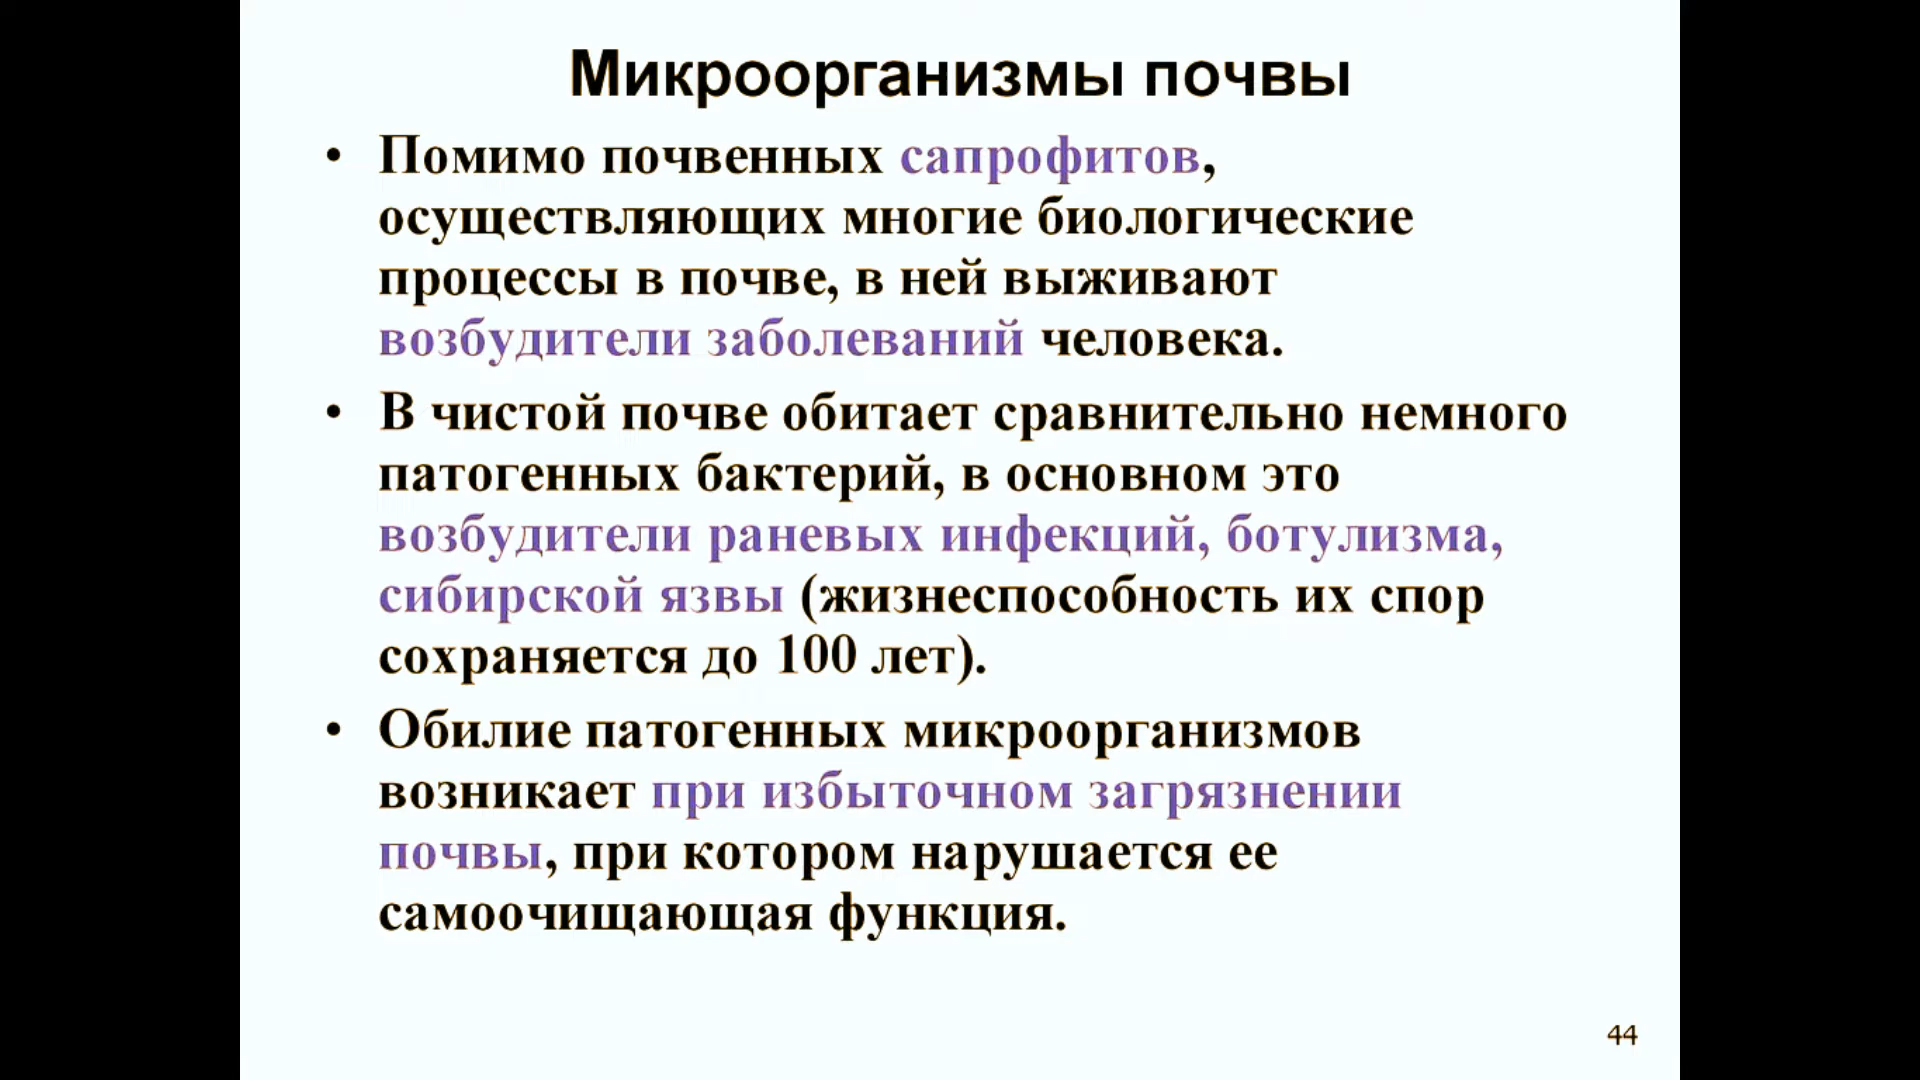 Микроорганизмы почвы
• Помимо почвенных сапрофитов,
осуществляющих многие биологические
процессы в почве, в ней выживают
возбудители заболеваний человека.
• В чистой почве обитает сравнительно немного
патогенных бактерий, в основном это
возбудители раневых инфекций, ботулизма,
сибирской язвы (жизнеспособность их спор
сохраняется до 100 лет).
• Обилие патогенных микроорганизмов
возникает при избыточном загрязнении
почвы, при котором нарушается ее
самоочищающая функция.
44